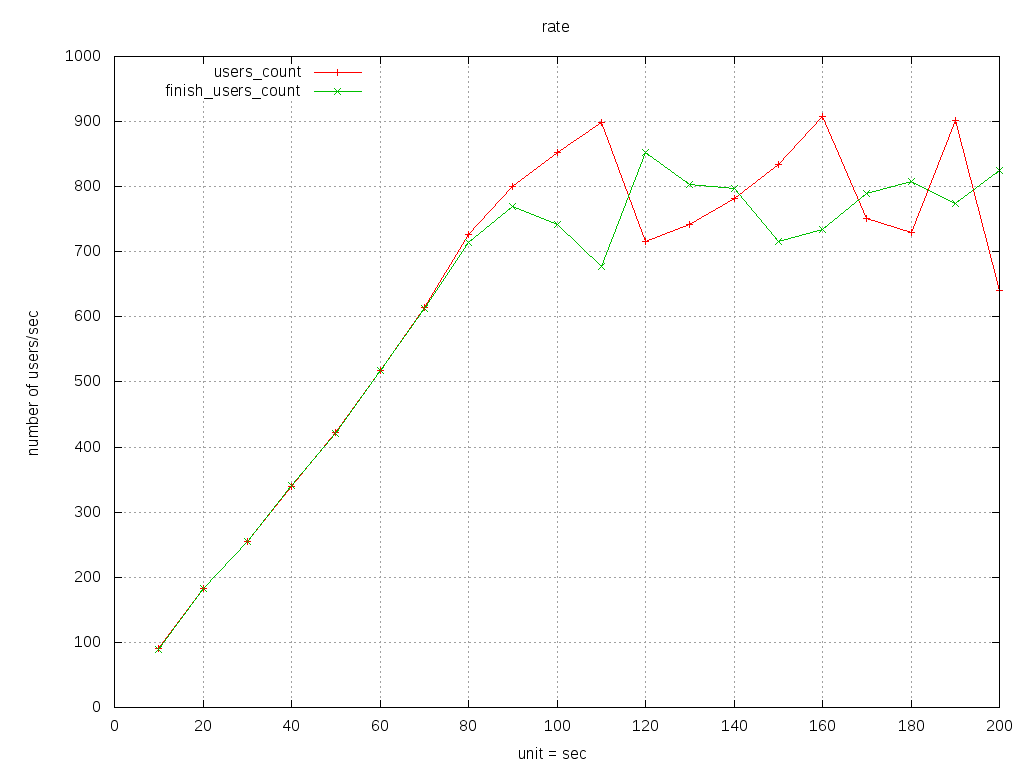 rate
1000
users_count
finish_users_count
900
800
700
600
500
400
300
200
100
0
number of users/sec
0 20 40 60 80 100 120 140 160 180 200
unit = sec